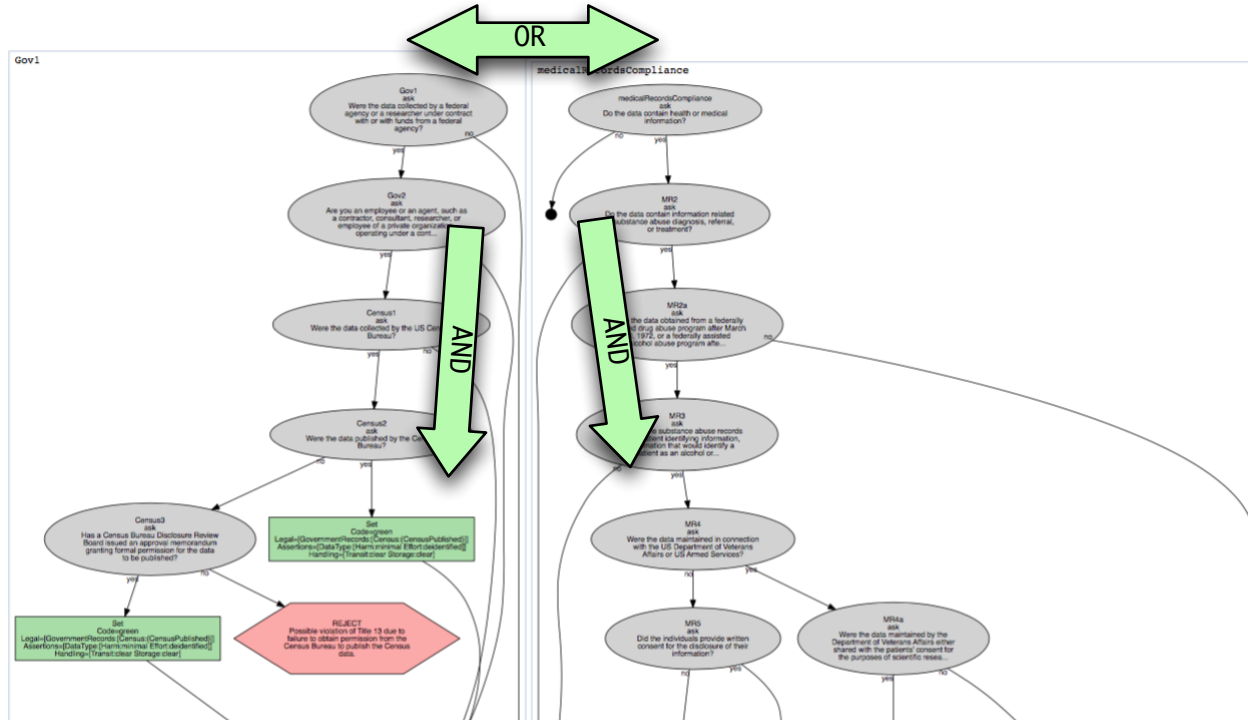 OR
Gov1
Gov1
ask
Were the data collected by a federal
agency or a researcher under contract
with or with funds from a federal
agency?
no
yes
Gov2
ask
Are you an employee or an agent, such as
a contractor, consultant, researcher, or
employee of a private
operating under a cont...
yes
Census1
ask
Were the data collected by the US
Bureau?
yes
no
AND
Census2
ask
Were the data published by the
Bureau?
no
yes
Census3
ask
Has a Census Bureau Disclosure Review
Board issued an approval memorandum
granting formal permission for the data
to be published?
yes
no
Set
Code=green
Legal=[GovernmentRecords:[Census:{CensusPublished}]]
Assertions=[DataType:[Harm:minimal Effort:deidentified]]
Handling=[Transit:clear Storage:clear]
Set
Code=green
Legal=[GovernmentRecords:[Census:{CensusPublished}]]
Assertions=[DataType:[Harm:minimal Effort:deidentified]]
Handling=[Transit:clear Storage:clear]
REJECT
Possible violation of Title 13 due to
failure to obtain permission from the
Census Bureau to publish the Census
data.
medicalRecordsCompliance
medicalRecordsCompliance
ask
Do the data contain health or medical
information?
no
yes
MR2
ask
Do the data contain information related
substance abuse diagnosis, referral,
or treatment?
yes
AND
MR2a
ask
the data obtained from a federally
drug abuse program after March
1972, or a federally assisted
abuse program afte...
no
yes
MR3
ask
substance abuse records
identifying information,
that would identify a
as an alcohol or...
no
yes
MR4
ask
Were the data maintained in connection
with the US Department of Veterans
Affairs or US Armed Services?
no
yes
MR5
ask
Did the individuals provide written
consent for the disclosure of their
information?
no
yes
MR4a
ask
Were the data maintained by the
Department of Veterans Affairs either
shared with the patients' consent for
the purposes of scientific resea...
yes
no